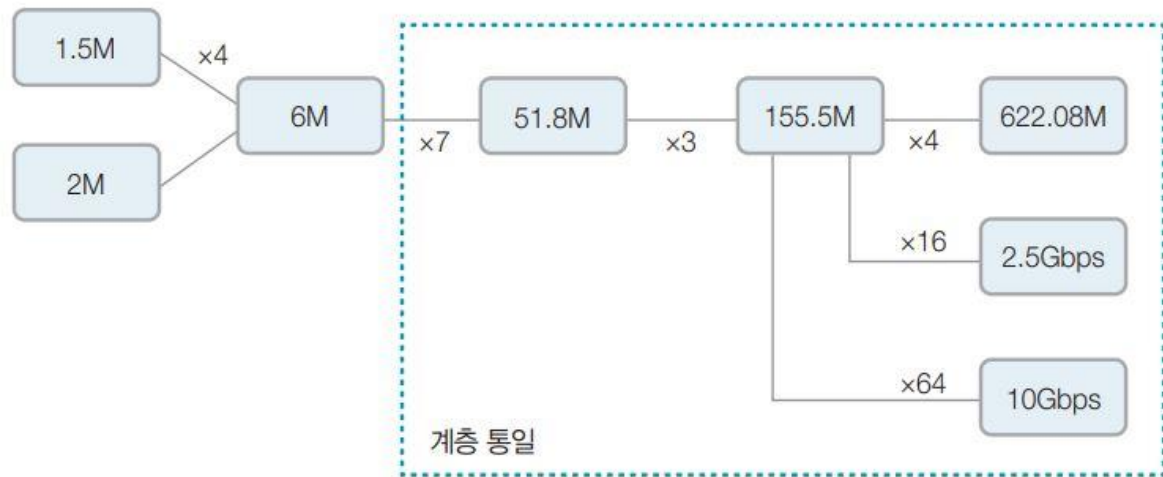 1.5M
×4
2M
6M
×7
51.8M
×3
155.5M
×4
622.08M
×16
2.5Gbps
×64
10Gbps
계층 통일